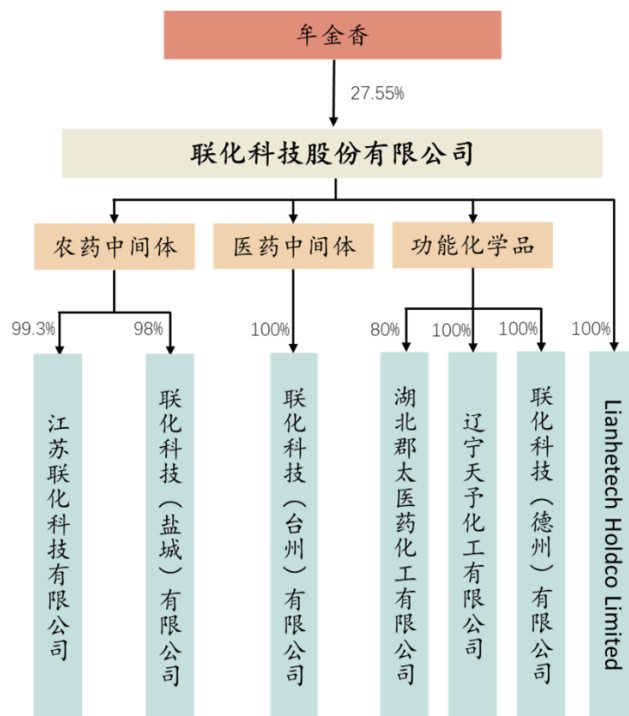 牟金香
27.55%
联化科技股份有限公司
农药中间体
医药中间体
功能化学品
99.3%
98%
100%
80%
100%
100%
100%
江苏联化科技有限公司
联化科技（盐城）有限公司
联化科技（台州）有限公司
湖北郡太医药化工有限公司
辽宁天予化工有限公司
联化科技（德州）有限公司
Lianhetech Holdco Limited